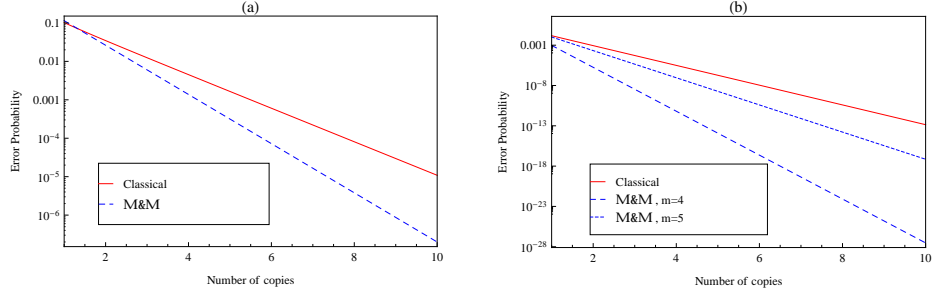 (a)
0.1
0.01
0.001
10⁻⁴
10⁻⁵
10⁻⁶
Error Probability
Classical
M&M
2
4
6
8
10
Number of copies
(b)
0.001
10⁻⁸
10⁻¹³
10⁻¹⁸
10⁻²³
10⁻²⁸
Error Probability
Classical
M&M , m=4
M&M , m=5
2
4
6
8
10
Number of copies